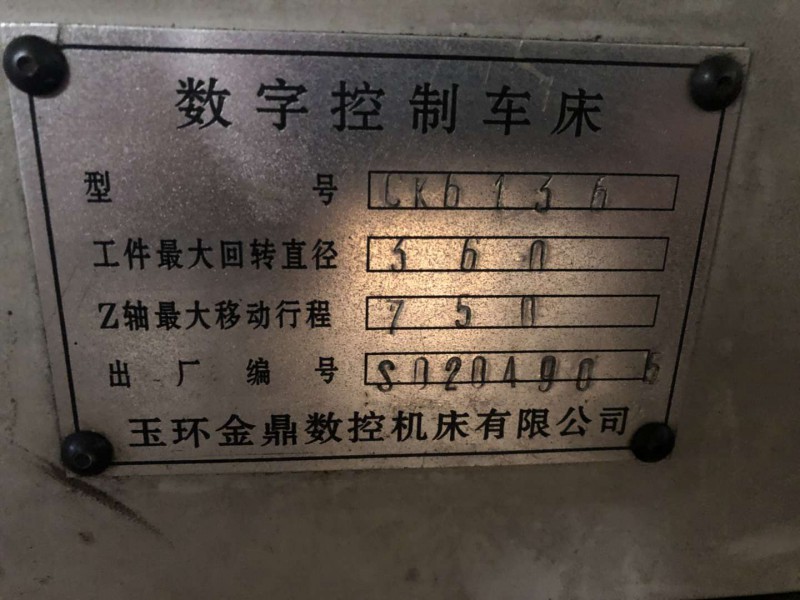 数字控制车床
型号 CK6136
工件最大回转直径 360
Z轴最大移动行程 750
出厂编号 S0204906
玉环金鼎数控机床有限公司